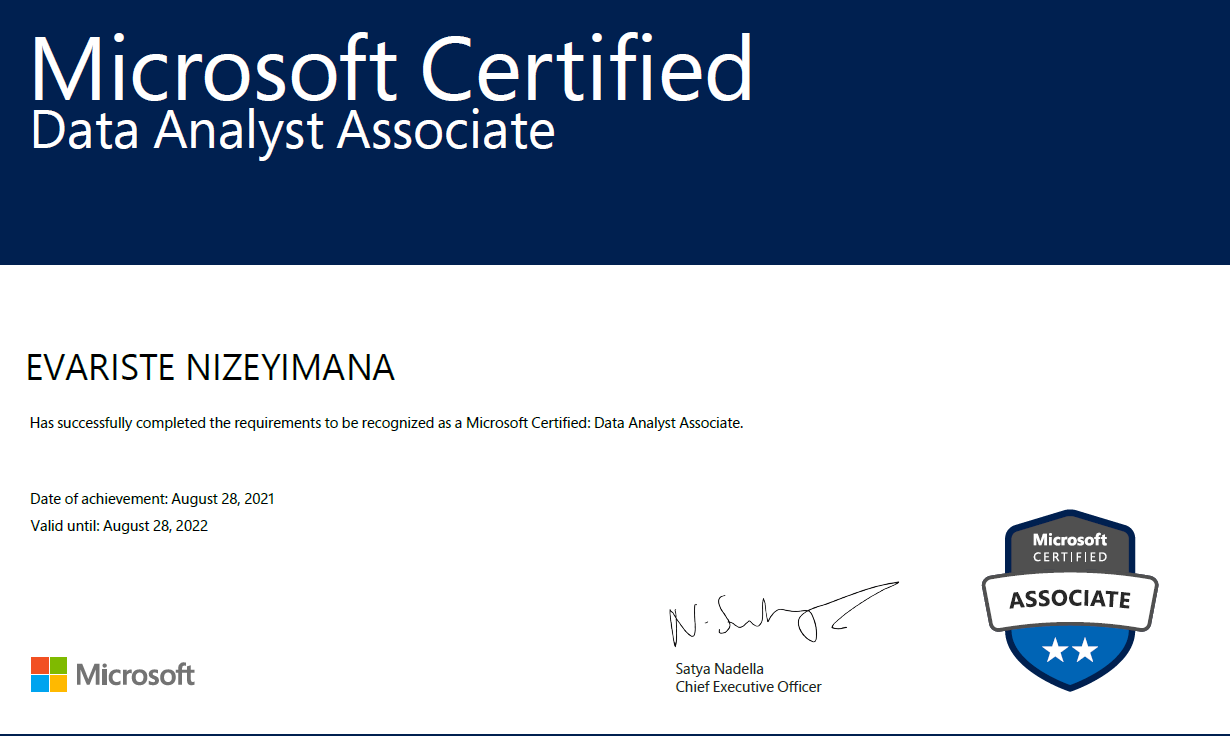 Microsoft Certified
Data Analyst Associate
EVARISTE NIZEYIMANA
Has successfully completed the requirements to be recognized as a Microsoft Certified: Data Analyst Associate.
Date of achievement: August 28, 2021
Valid until: August 28, 2022
Microsoft
CERTIFIED
ASSOCIATE
Microsoft
Satya Nadella
Chief Executive Officer